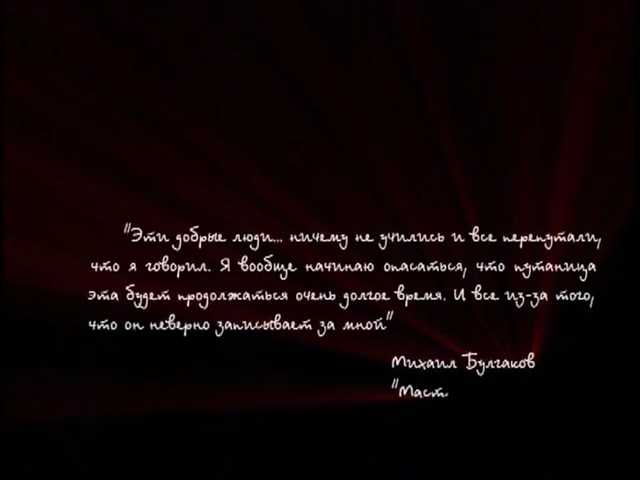 "Эти добрые люди... ничему не учились и все перепутали,
что я говорил. Я вообще начинаю опасаться, что путаница
эта будет продолжаться очень долгое время. И все из-за того,
что он неверно записывает за мной"
Михаил Булгаков
"Маст